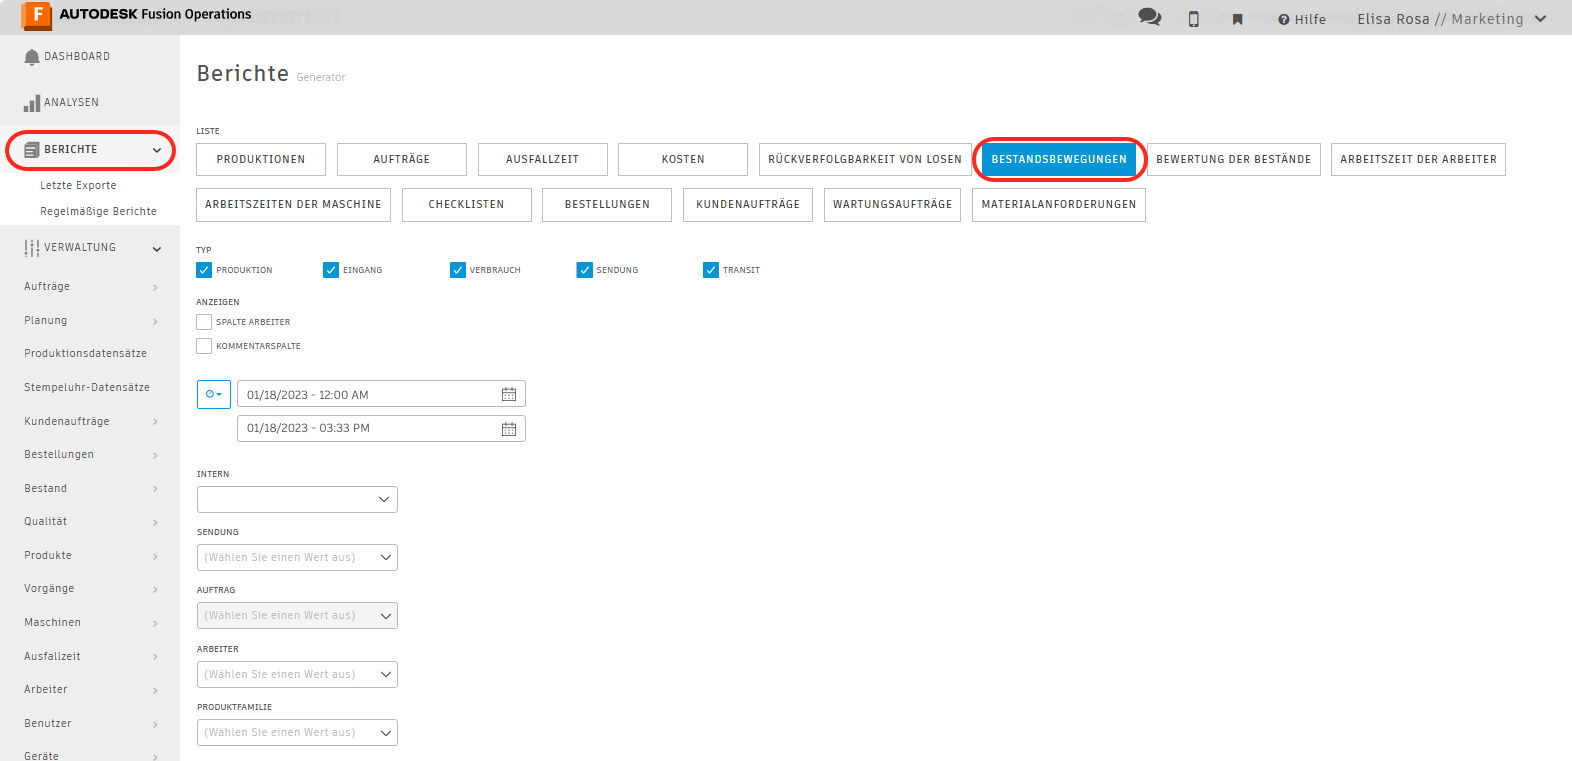 AUTODESK Fusion Operations
Hilfe
Elisa Rosa // Marketing
DASHBOARD
ANALYSEN
BERICHTE
Letzte Exporte
Regelmäßige Berichte
VERWALTUNG
Aufträge
Planung
Produktionsdatensätze
Stempeluhr-Datensätze
Kundenaufträge
Bestellungen
Bestand
Qualität
Produkte
Vorgänge
Maschinen
Ausfallzeit
Arbeiter
Benutzer
Geräte
Berichte Generator
LISTE
PRODUKTIONEN
AUFTRÄGE
AUSFALLZEIT
KOSTEN
RÜCKVERFOLGBARKEIT VON LOSEN
BESTANDSBEWEGUNGEN
BEWERTUNG DER BESTÄNDE
ARBEITSZEIT DER ARBEITER
ARBEITSZEITEN DER MASCHINE
CHECKLISTEN
BESTELLUNGEN
KUNDENAUFTRÄGE
WARTUNGSAUFTRÄGE
MATERIALANFORDERUNGEN
TYP
PRODUKTION
EINGANG
VERBRAUCH
SENDUNG
TRANSIT
ANZEIGEN
SPALTE ARBEITER
KOMMENTARSPALTE
01/18/2023 - 12:00 AM
01/18/2023 - 03:33 PM
INTERN
SENDUNG
(Wählen Sie einen Wert aus)
AUFTRAG
(Wählen Sie einen Wert aus)
ARBEITER
(Wählen Sie einen Wert aus)
PRODUKTFAMILIE
(Wählen Sie einen Wert aus)